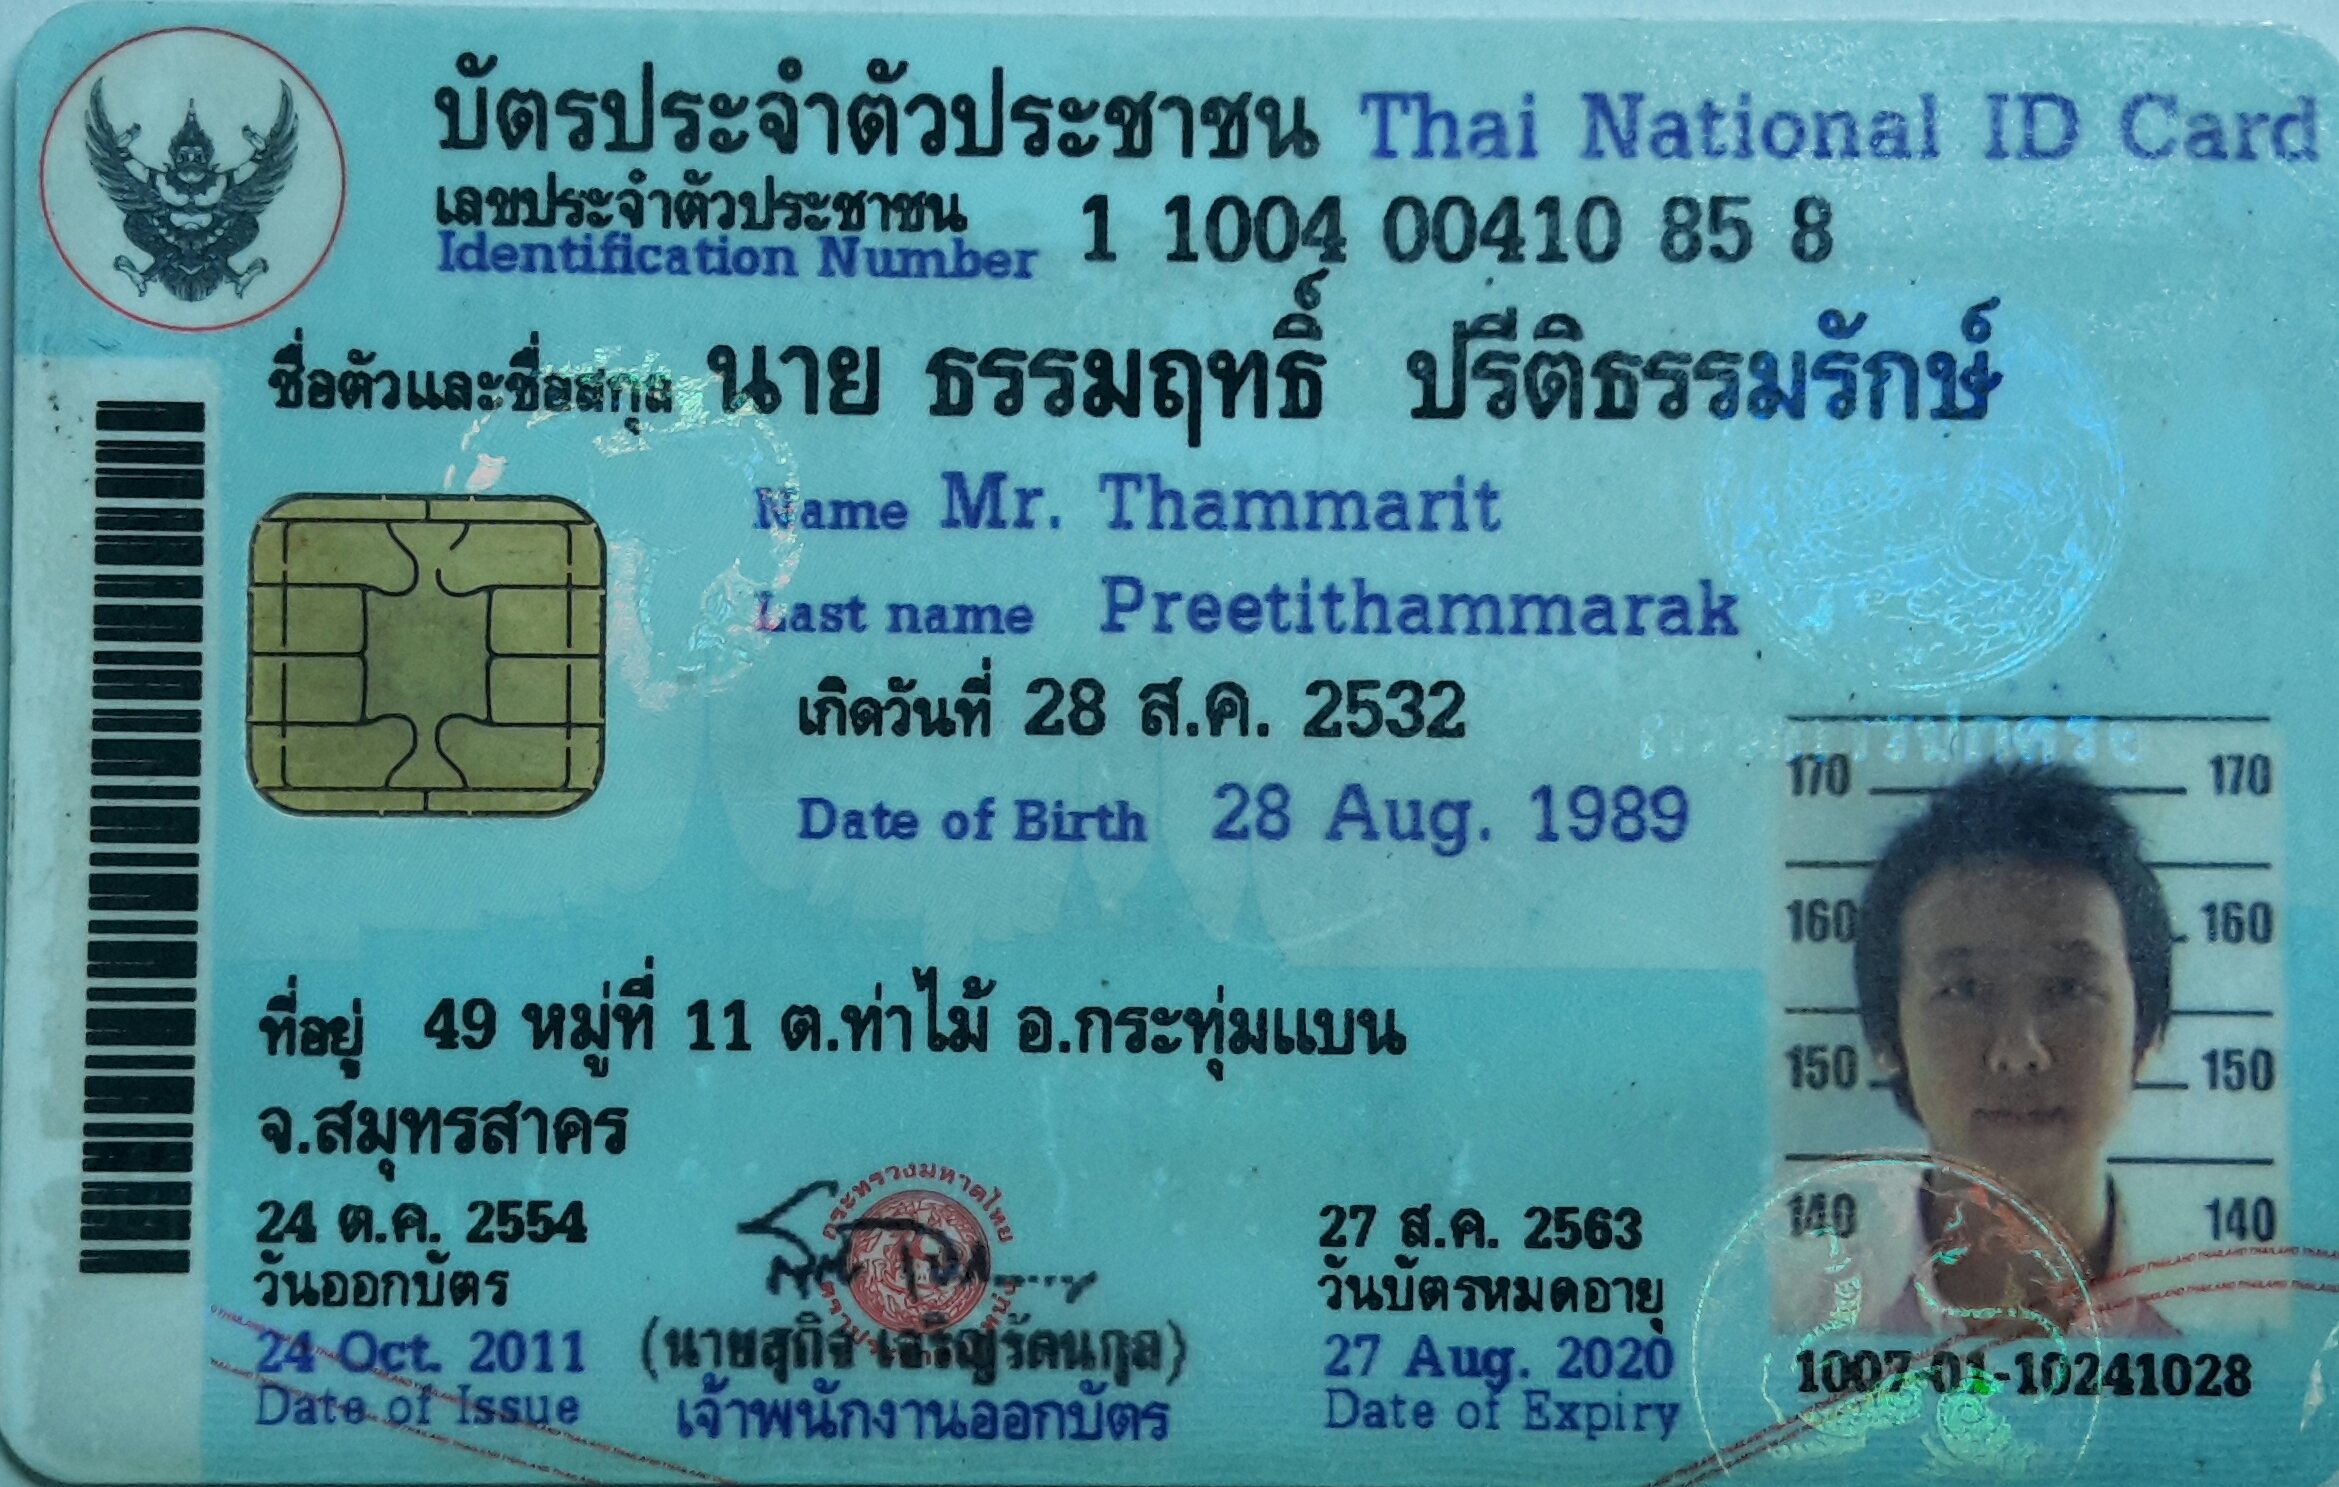 บัตรประจำตัวประชาชน Thai National ID Card
เลขประจำตัวประชาชน
Identification Number 1 1004 00410 85 8
ชื่อตัวและชื่อสกุล นาย ธรรมฤทธิ์ ปรีติธรรมรักษ์
Name Mr. Thammarit
Last name Preetithammarak
เกิดวันที่ 28 ส.ค. 2532
Date of Birth 28 Aug. 1989
170 170
160 160
150 150
140 140
ที่อยู่ 49 หมู่ที่ 11 ต.ท่าไม้ อ.กระทุ่มแบน
จ.สมุทรสาคร
24 ต.ค. 2554
วันออกบัตร
24 Oct. 2011
Date of Issue
กระทรวงมหาดไทย
(นายสุกิจ เจริญรัตนกุล)
เจ้าพนักงานออกบัตร
27 ส.ค. 2563
วันบัตรหมดอายุ
27 Aug. 2020
Date of Expiry
1007-01-10241028